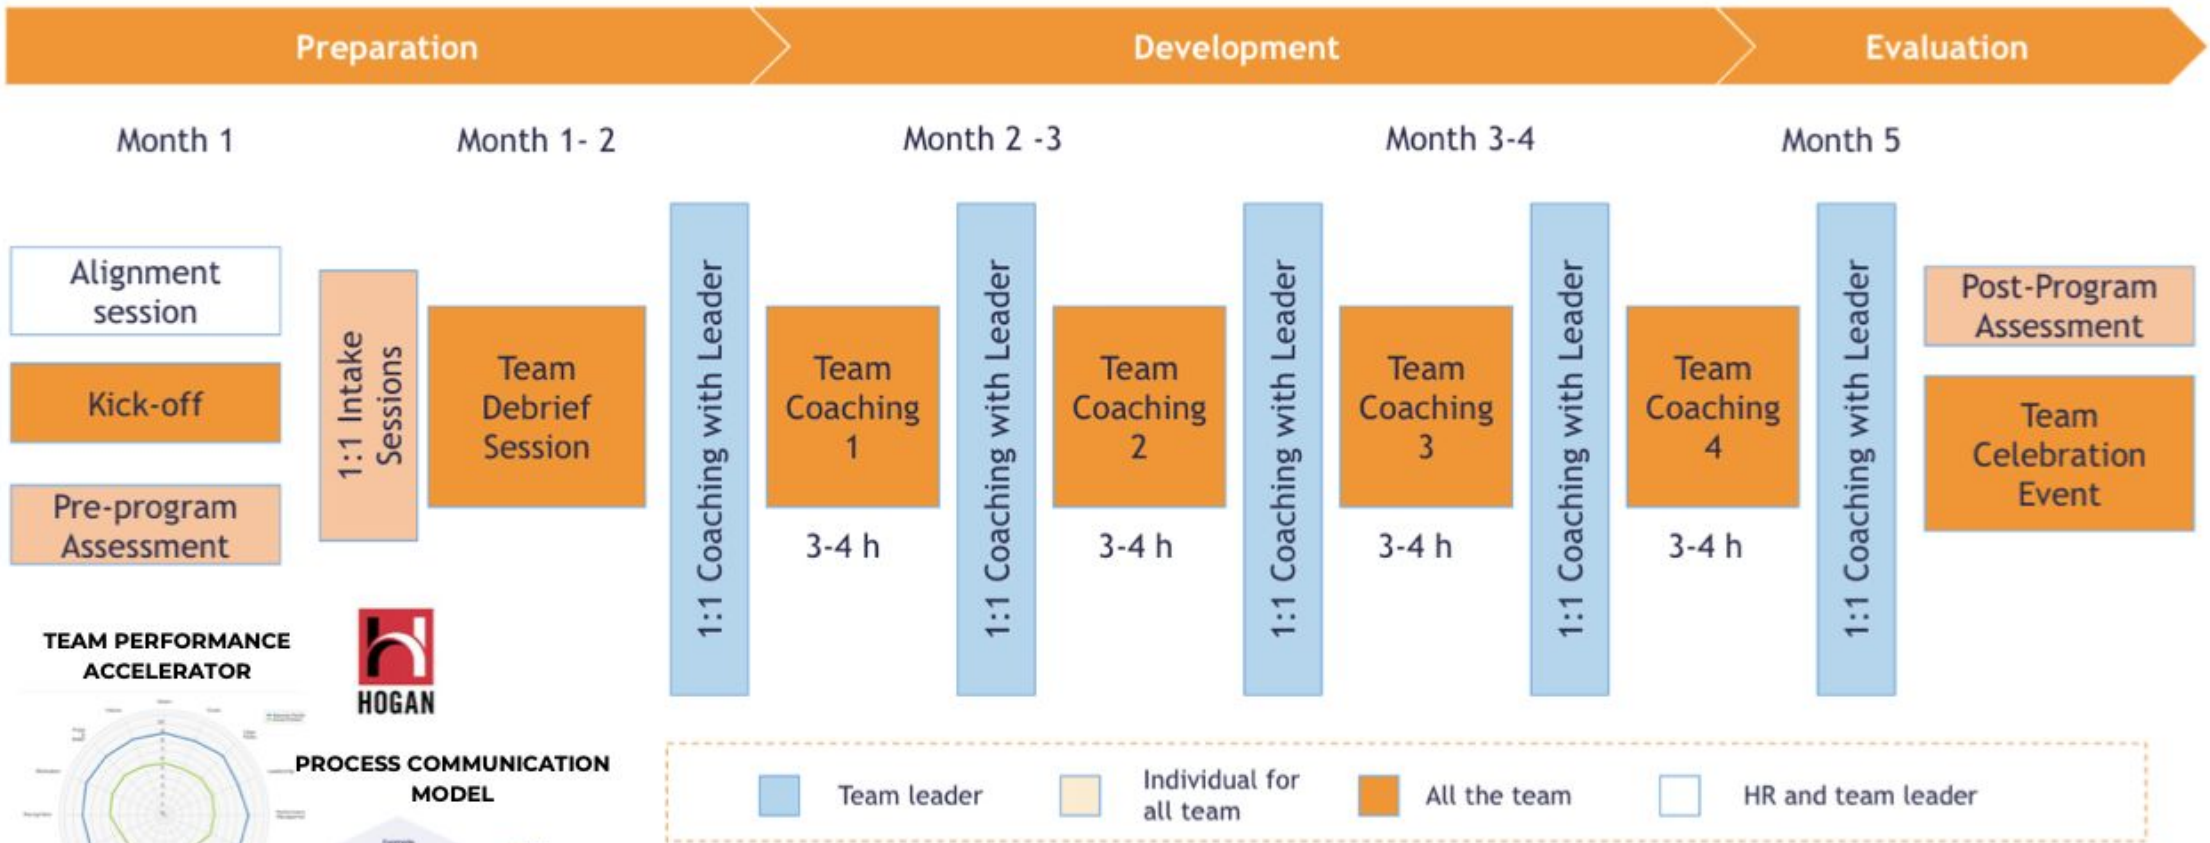 Preparation
Development
Evaluation
Month 1
Month 1- 2
Month 2 -3
Month 3-4
Month 5
Alignment
session
Kick-off
Pre-program
Assessment
1:1 Intake
Sessions
Team
Debrief
Session
1:1 Coaching with Leader
Team
Coaching
1
3-4 h
1:1 Coaching with Leader
Team
Coaching
2
3-4 h
1:1 Coaching with Leader
Team
Coaching
3
3-4 h
1:1 Coaching with Leader
Team
Coaching
4
3-4 h
1:1 Coaching with Leader
Post-Program
Assessment
Team
Celebration
Event
TEAM PERFORMANCE
ACCELERATOR
HOGAN
PROCESS COMMUNICATION
MODEL
Team leader
Individual for
all team
All the team
HR and team leader